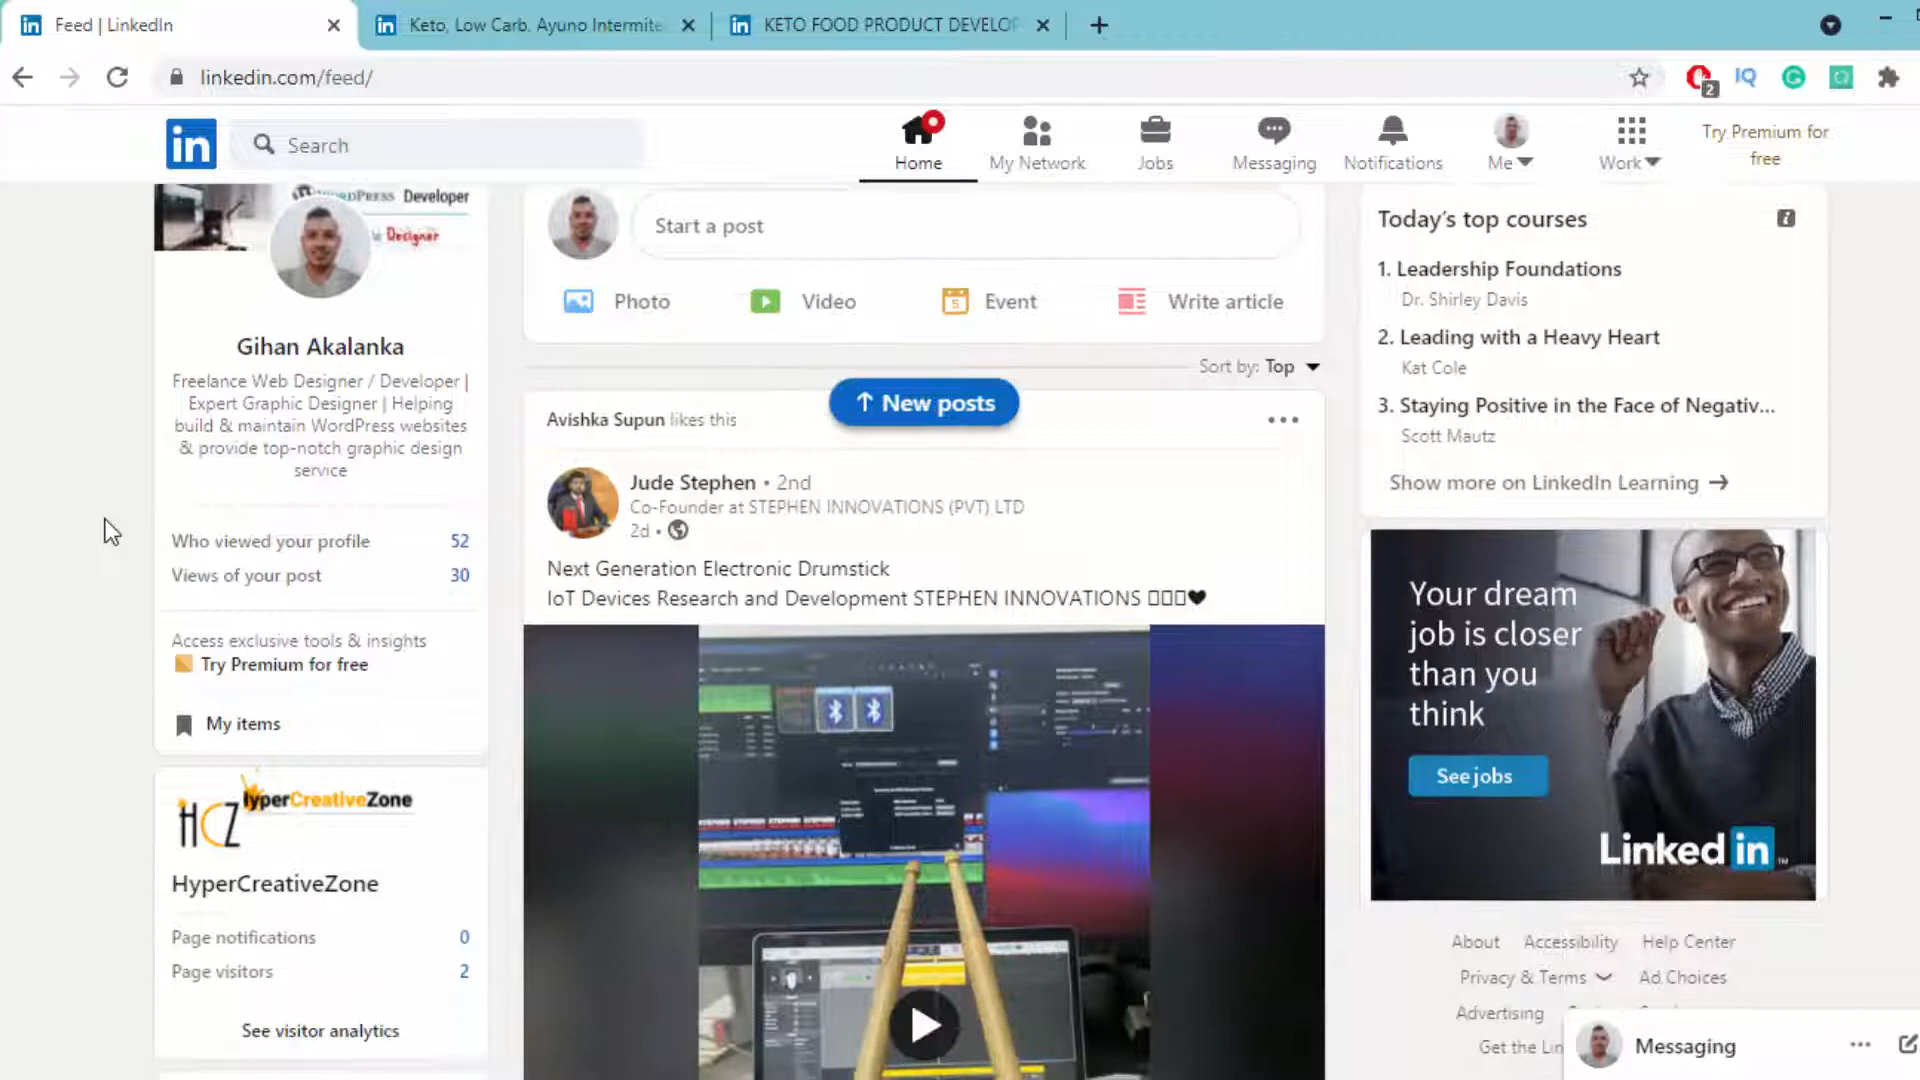 Feed | LinkedIn
Keto, Low Carb. Ayuno Intermite
KETO FOOD PRODUCT DEVELOP
linkedin.com/feed/
2
IQ
in
Search
Home
My Network
Jobs
Messaging
Notifications
Me
Work
Try Premium for
free
WORDPRESS Developer
Designer
Gihan Akalanka
Freelance Web Designer / Developer |
Expert Graphic Designer | Helping
build & maintain WordPress websites
& provide top-notch graphic design
service
Who viewed your profile 52
Views of your post 30
Access exclusive tools & insights
Try Premium for free
My items
HCZ
HyperCreativeZone
HyperCreativeZone
Page notifications 0
Page visitors 2
See visitor analytics
Start a post
Photo
Video
Event
Write article
Sort by: Top
↑ New posts
Avishka Supun likes this
Jude Stephen • 2nd
Co-Founder at STEPHEN INNOVATIONS (PVT) LTD
2d •
Next Generation Electronic Drumstick
IoT Devices Research and Development STEPHEN INNOVATIONS □□□♥
Today's top courses
1. Leadership Foundations
Dr. Shirley Davis
2. Leading with a Heavy Heart
Kat Cole
3. Staying Positive in the Face of Negativ...
Scott Mautz
Show more on LinkedIn Learning →
Your dream
job is closer
than you
think
See jobs
Linked in
About Accessibility Help Center
Privacy & Terms Ad Choices
Advertising
Get the Lin
Messaging